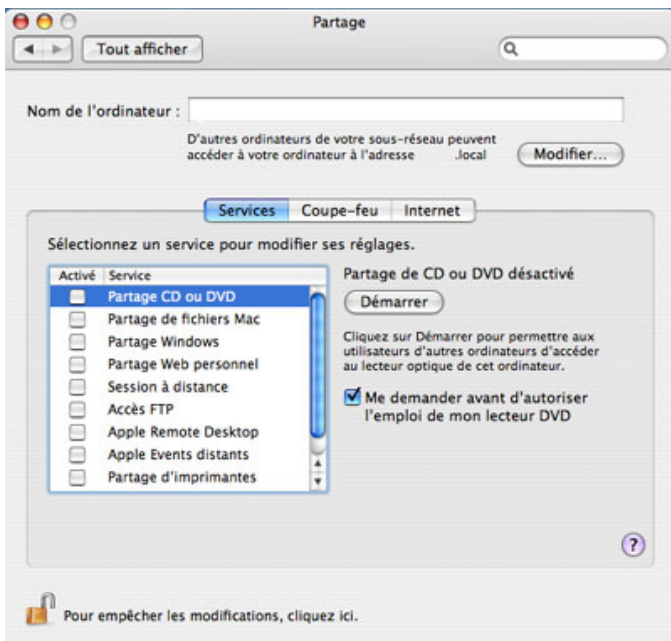 Partage
Tout afficher
Nom de l'ordinateur :
D'autres ordinateurs de votre sous-réseau peuvent
accéder à votre ordinateur à l'adresse .local
Modifier...
Services Coupe-feu Internet
Sélectionnez un service pour modifier ses réglages.
Activé Service
Partage CD ou DVD
Partage de fichiers Mac
Partage Windows
Partage Web personnel
Session à distance
Accès FTP
Apple Remote Desktop
Apple Events distants
Partage d'imprimantes
Partage de CD ou DVD désactivé
Démarrer
Cliquez sur Démarrer pour permettre aux
utilisateurs d'autres ordinateurs d'accéder
au lecteur optique de cet ordinateur.
Me demander avant d'autoriser
l'emploi de mon lecteur DVD
?
Pour empêcher les modifications, cliquez ici.